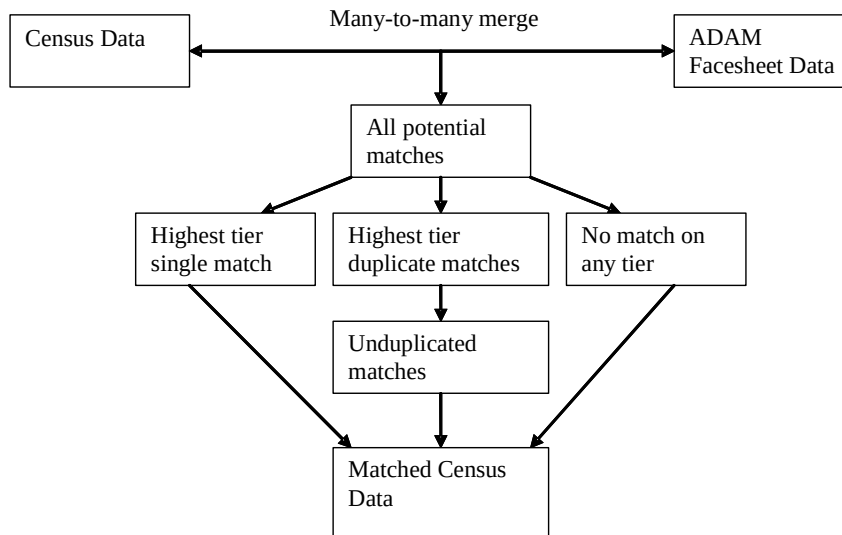 Many-to-many merge
Census Data
ADAM
Facesheet Data
All potential
matches
Highest tier
single match
Highest tier
duplicate matches
No match on
any tier
Unduplicated
matches
Matched Census
Data